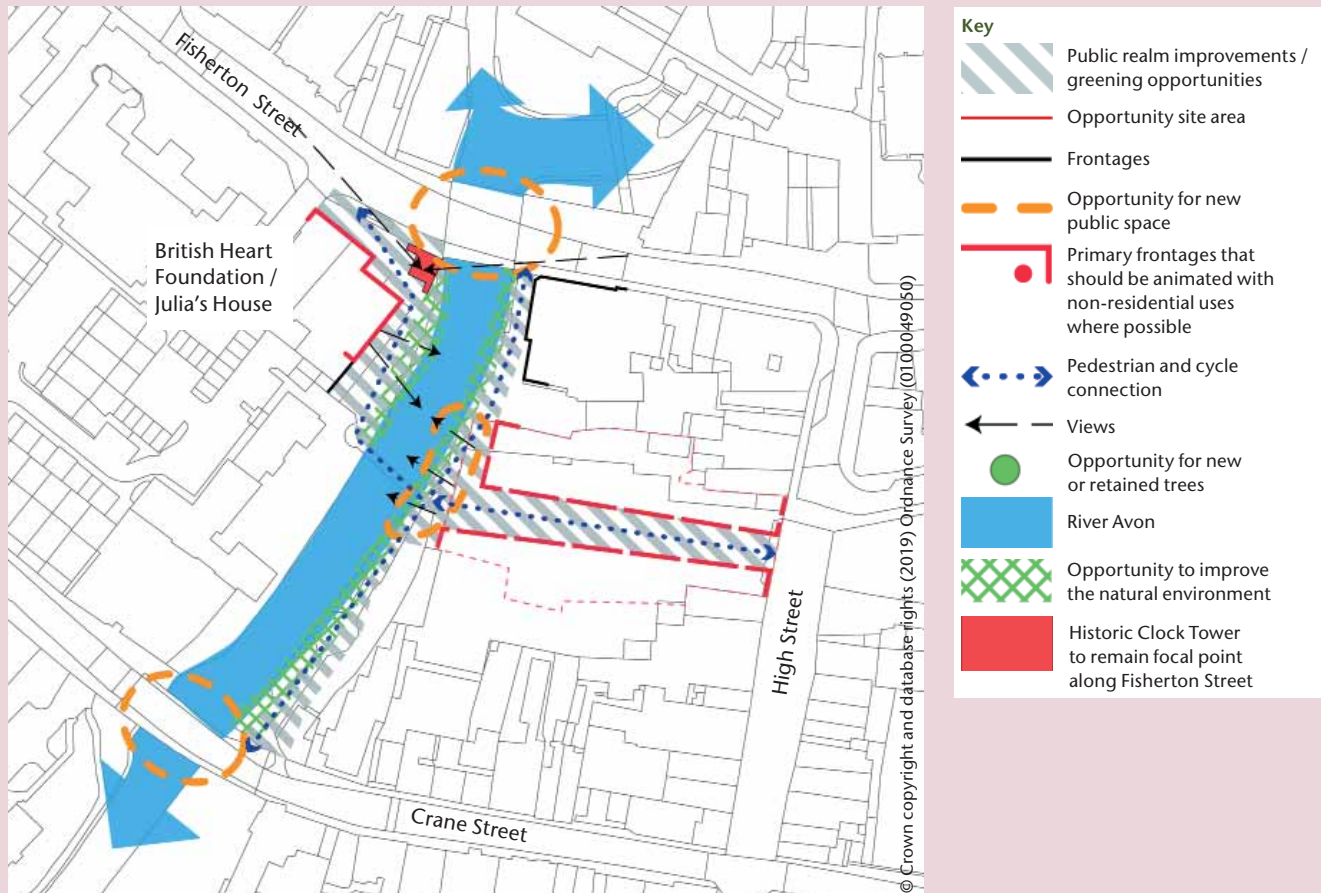 Fisherton Street
British Heart
Foundation /
Julia's House
High Street
Crane Street
© Crown copyright and database rights (2019) Ordnance Survey (0100049050)
Key
Public realm improvements /
greening opportunities
Opportunity site area
Frontages
Opportunity for new
public space
Primary frontages that
should be animated with
non-residential uses
where possible
Pedestrian and cycle
connection
Views
Opportunity for new
or retained trees
River Avon
Opportunity to improve
the natural environment
Historic Clock Tower
to remain focal point
along Fisherton Street